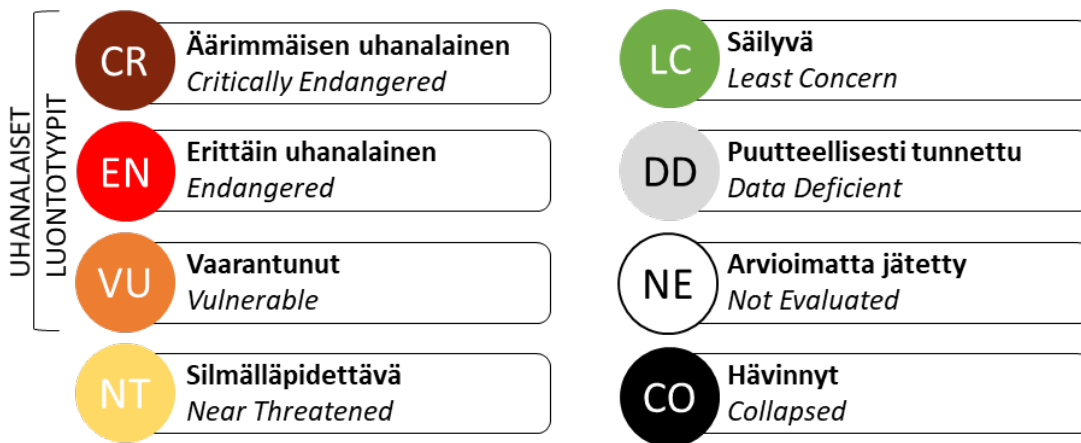 UHANALAISET
LUONTOTYYPIT
CR
Äärimmäisen uhanalainen
Critically Endangered
EN
Erittäin uhanalainen
Endangered
VU
Vaarantunut
Vulnerable
NT
Silmälläpidettävä
Near Threatened
LC
Säilyvä
Least Concern
DD
Puutteellisesti tunnettu
Data Deficient
NE
Arvioimatta jätetty
Not Evaluated
CO
Hävinnyt
Collapsed